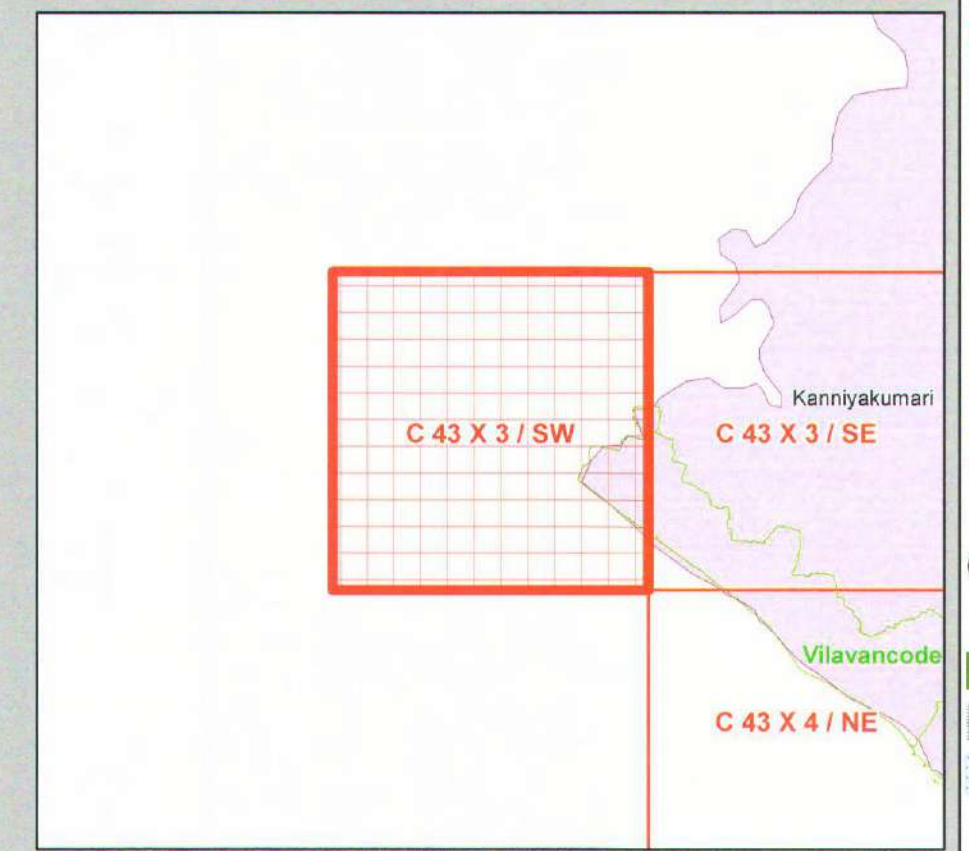 Kanniyakumari
C 43 X 3 / SW
C 43 X 3 / SE
Vilavancode
C 43 X 4 / NE